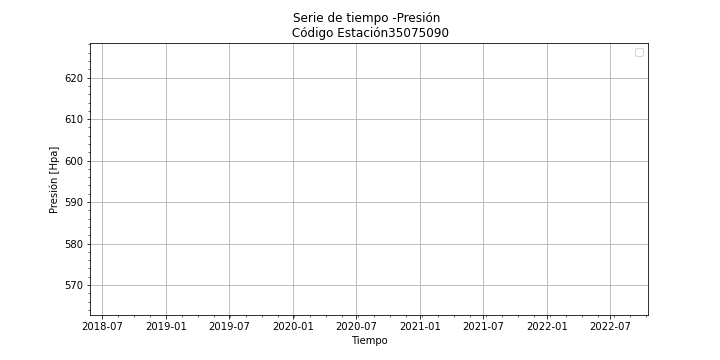 Serie de tiempo -Presión
Código Estación35075090
620
610
600
590
580
570
Presión [Hpa]
2018-07 2019-01 2019-07 2020-01 2020-07 2021-01 2021-07 2022-01 2022-07
Tiempo